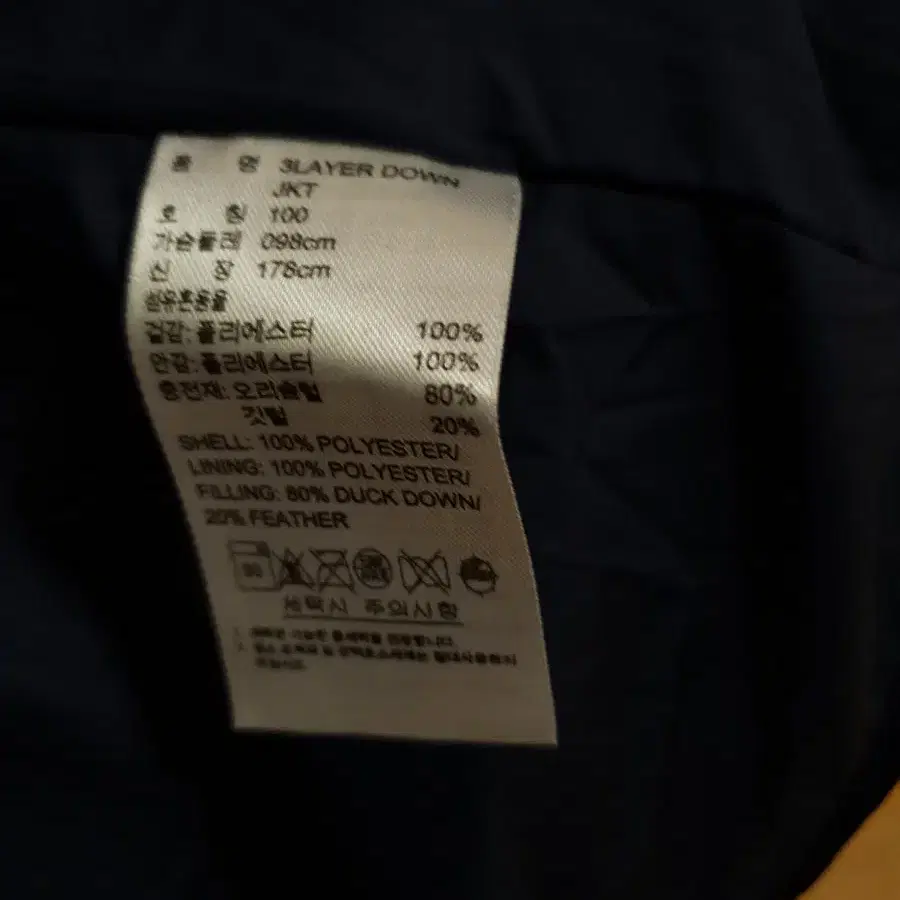 품 명 3LAYER DOWN
JKT
호 칭 100
가슴둘레 098cm
신 장 178cm
섬유혼용율
겉감: 폴리에스터 100%
안감: 폴리에스터 100%
충전재: 오리솜털 80%
깃털 20%
SHELL: 100% POLYESTER/
LINING: 100% POLYESTER/
FILLING: 80% DUCK DOWN/
20% FEATHER
세탁시 주의사항